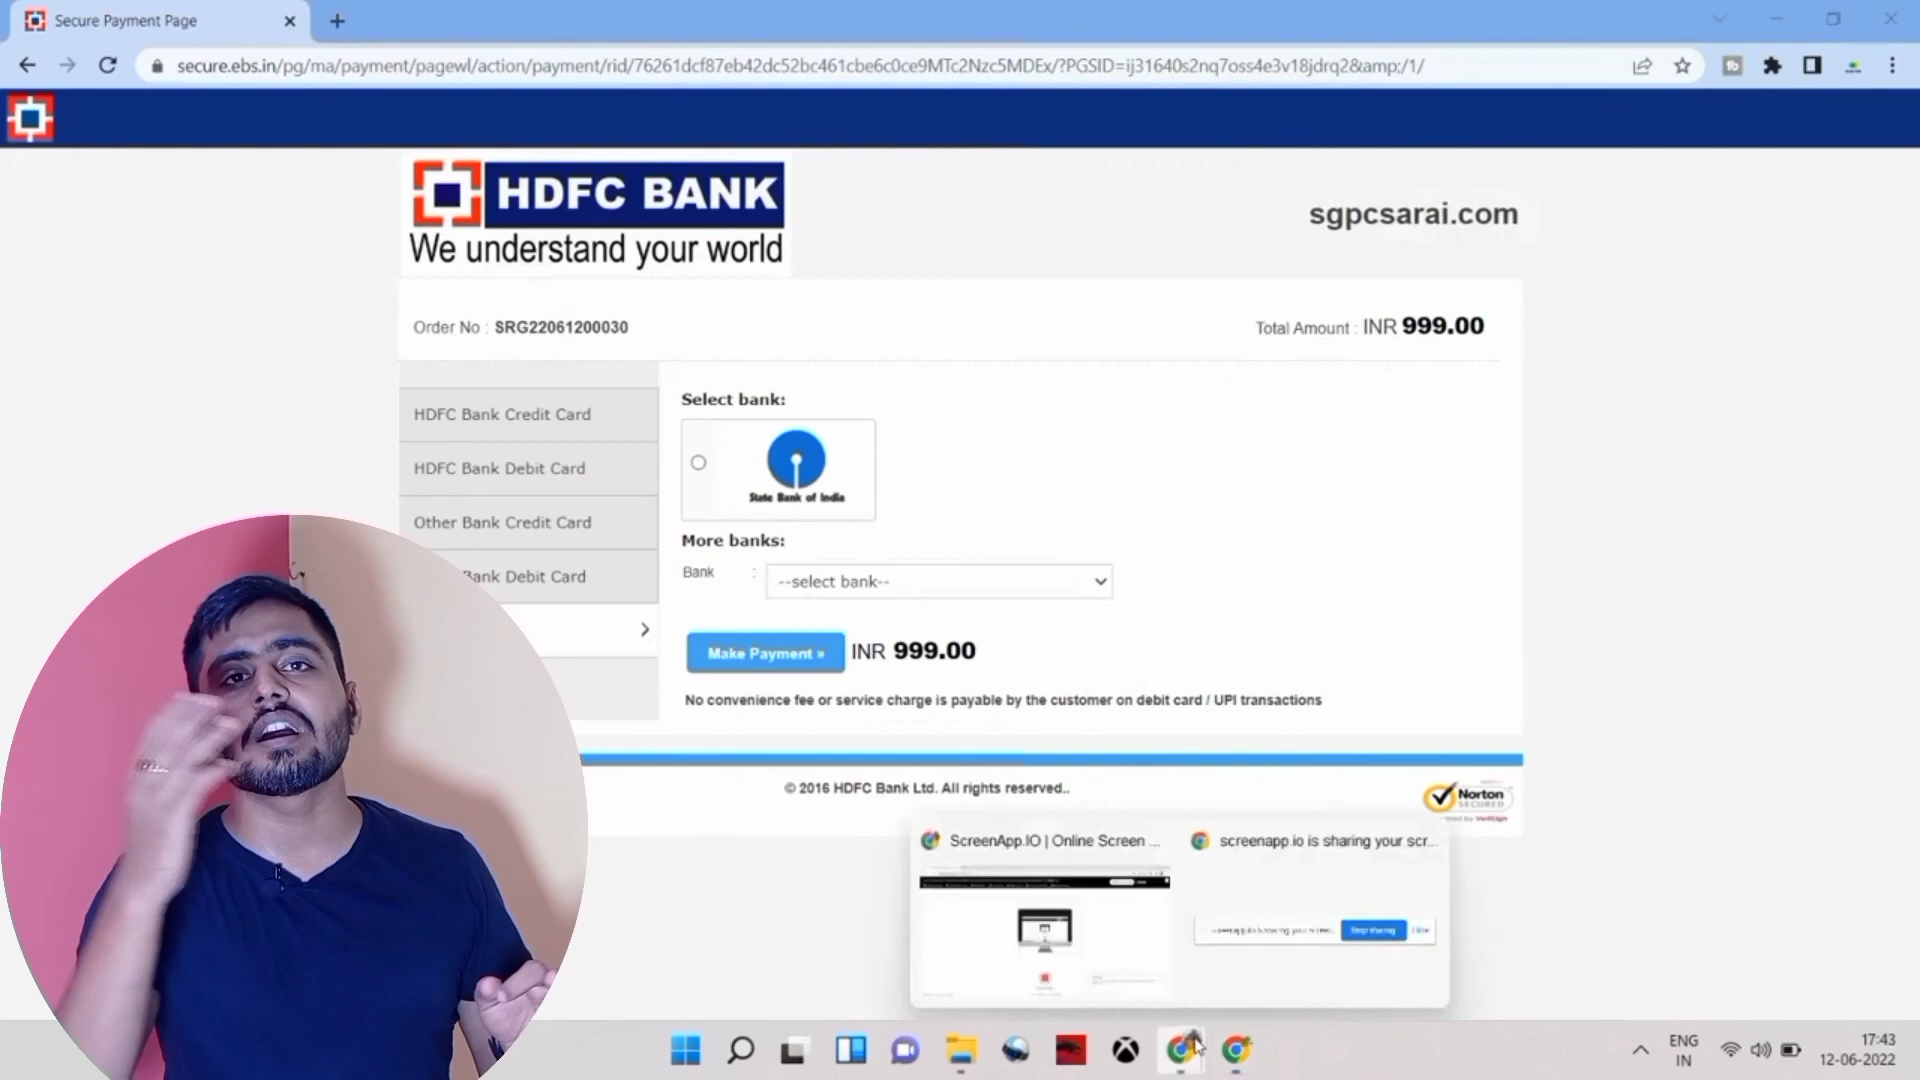 Secure Payment Page
secure.ebs.in/pg/ma/payment/pagewl/action/payment/rid/76261dcf87eb42dc52bc461cbe6c0ce9MTc2Nzc5MDEx/?PGSID=ij31640s2nq7oss4e3v18jdrq2&amp;/1/
HDFC BANK
We understand your world
sgpcsarai.com
Order No : SRG22061200030
Total Amount : INR 999.00
HDFC Bank Credit Card
HDFC Bank Debit Card
Other Bank Credit Card
Bank Debit Card
Select bank:
State Bank of India
More banks:
Bank :
--select bank--
Make Payment »
INR 999.00
No convenience fee or service charge is payable by the customer on debit card / UPI transactions
© 2016 HDFC Bank Ltd. All rights reserved..
Norton
SECURED
by VeriSign
ScreenApp.IO | Online Screen ...
screenapp.io is sharing your scr...
Stop sharing
ENG
IN
17:43
12-06-2022